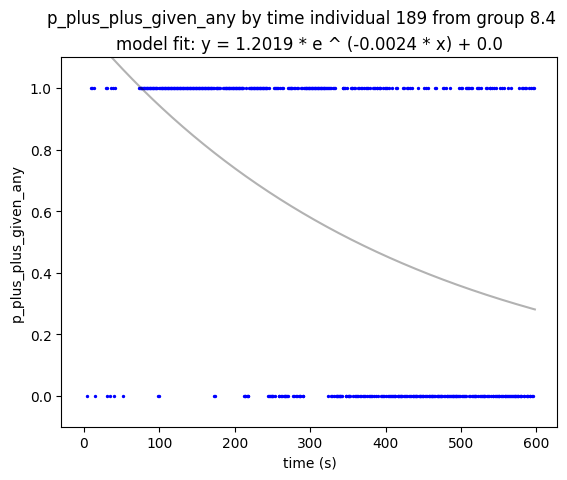 p_plus_plus_given_any by time individual 189 from group 8.4
model fit: y = 1.2019 * e ^ (-0.0024 * x) + 0.0
1.0
0.8
0.6
0.4
0.2
0.0
p_plus_plus_given_any
0 100 200 300 400 500 600
time (s)